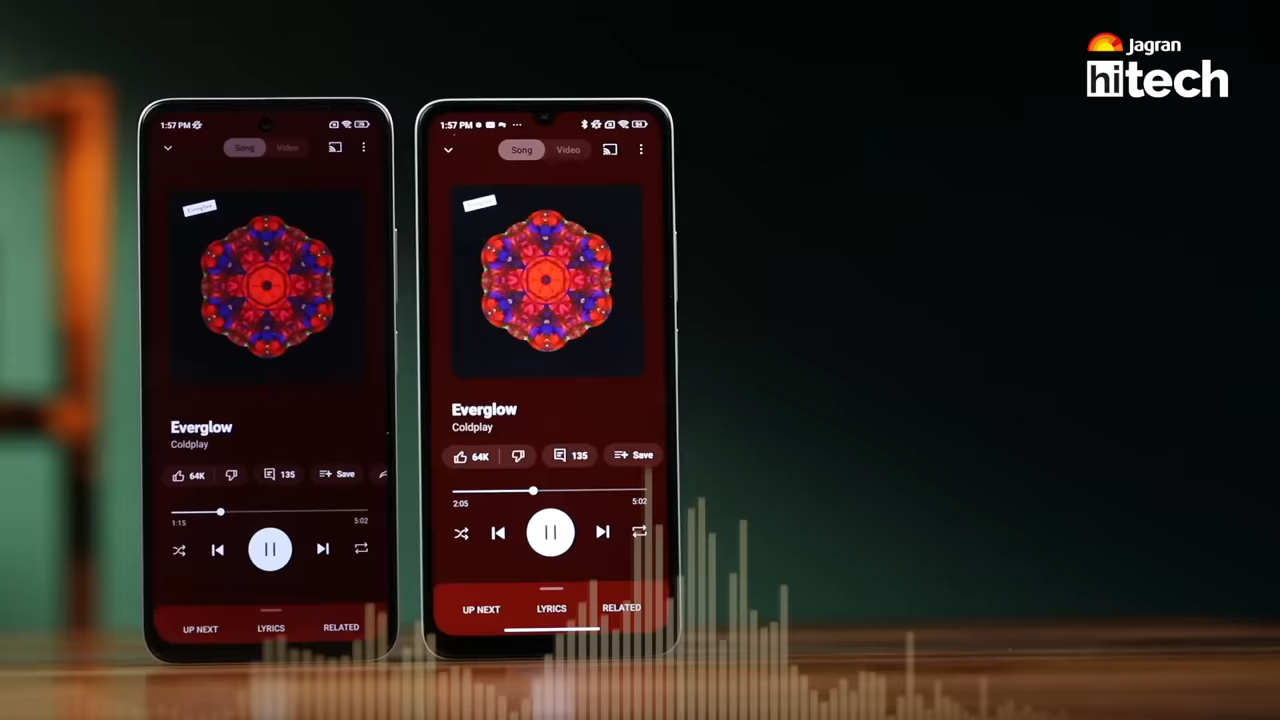 Jagran
hitech
1:57 PM
29
Song Video
Everglow
Everglow
Coldplay
64K 135 Save
1:15 5:02
UP NEXT LYRICS RELATED
1:57 PM
Song Video
Everglow
Coldplay
64K 135 Save
2:05 5:02
UP NEXT LYRICS RELATED